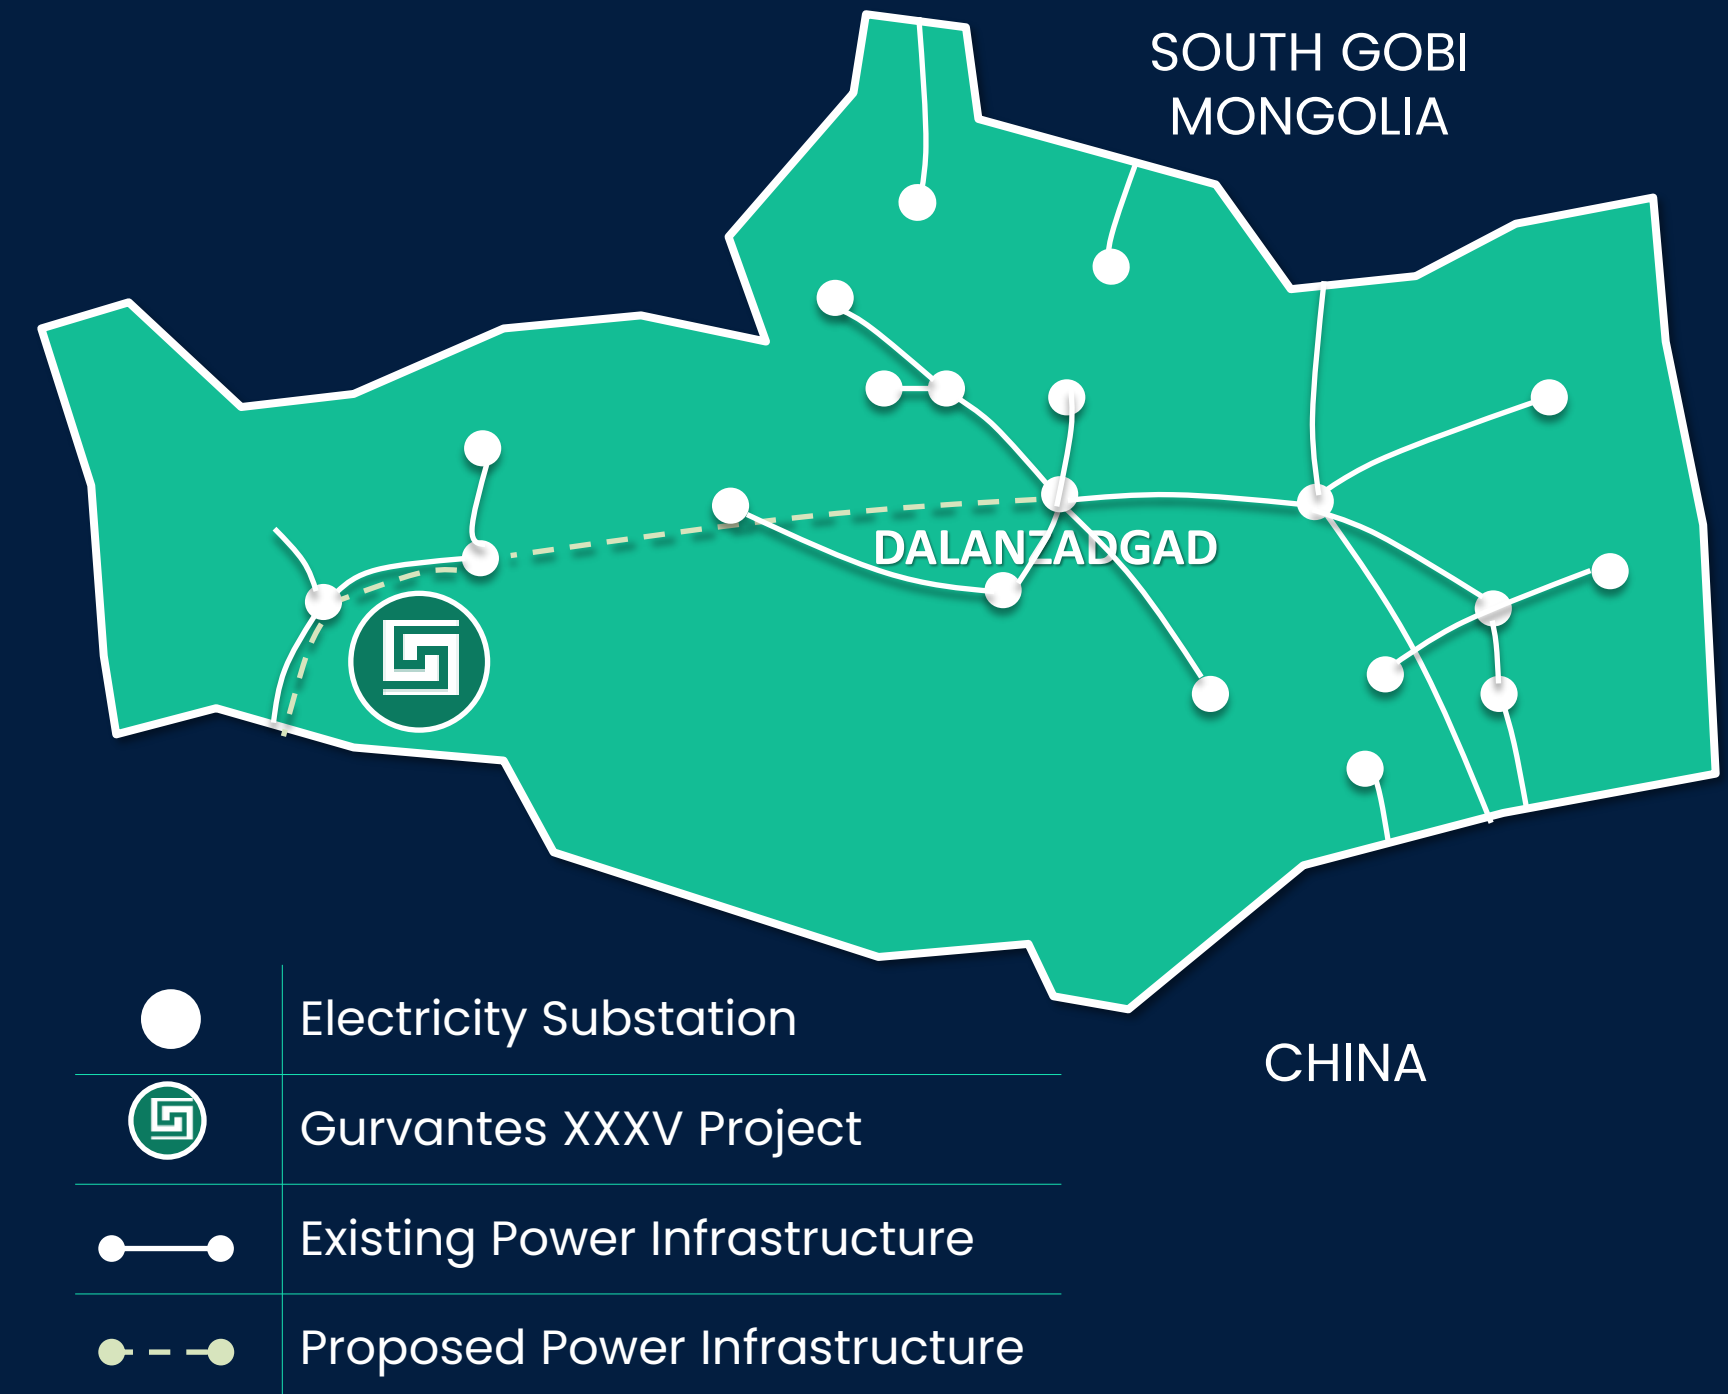 SOUTH GOBI
MONGOLIA
DALANZADGAD
CHINA
Electricity Substation
Gurvantes XXXV Project
Existing Power Infrastructure
Proposed Power Infrastructure